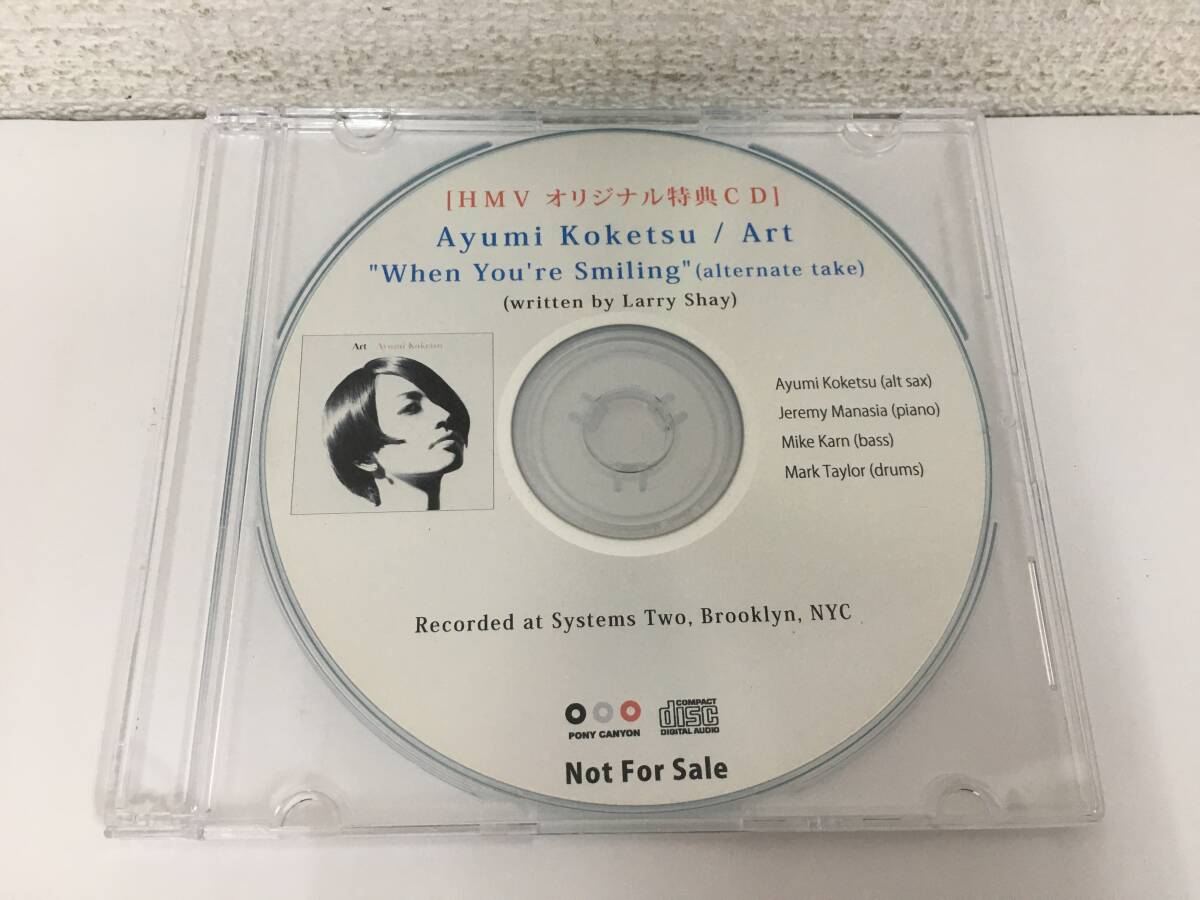 [HMV オリジナル特典CD]
Ayumi Koketsu / Art
"When You're Smiling" (alternate take)
(written by Larry Shay)
Art Ayumi Koketsu
Ayumi Koketsu (alt sax)
Jeremy Manasia (piano)
Mike Karn (bass)
Mark Taylor (drums)
Recorded at Systems Two, Brooklyn, NYC
PONY CANYON
COMPACT
disc
DIGITAL AUDIO
Not For Sale